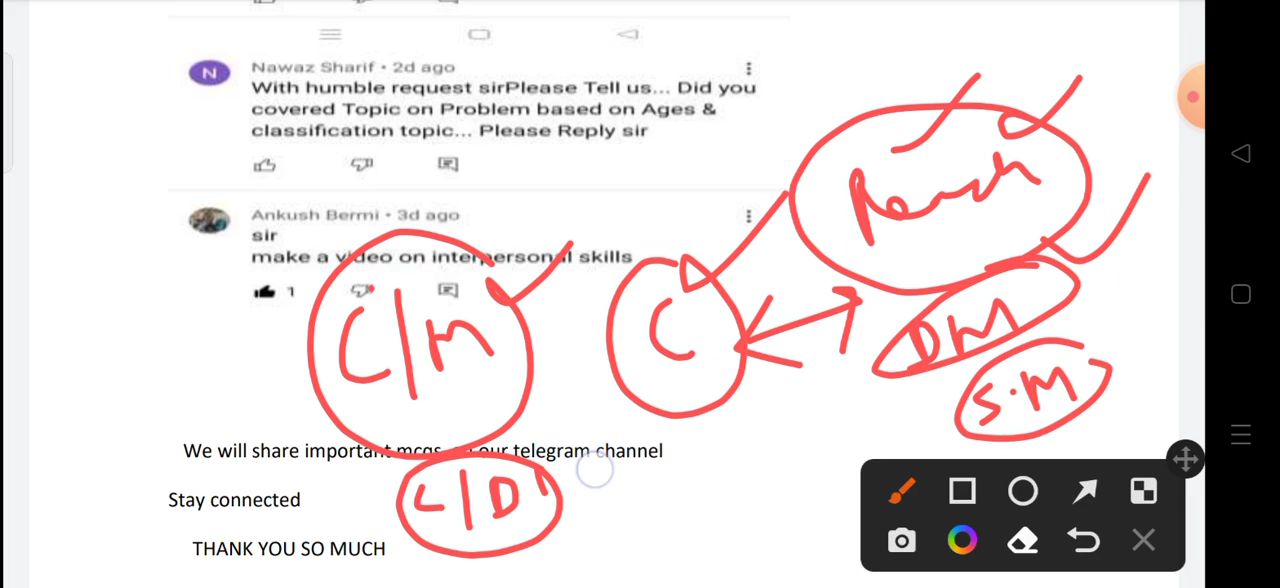 N
Nawaz Sharif • 2d ago
With humble request sirPlease Tell us... Did you
covered Topic on Problem based on Ages &
classification topic... Please Reply sir
Ankush Bermi • 3d ago
sir
make a video on interpersonal skills
1
C/M
C
DM
S.M
We will share important mcqs on our telegram channel
L/D
Stay connected
THANK YOU SO MUCH